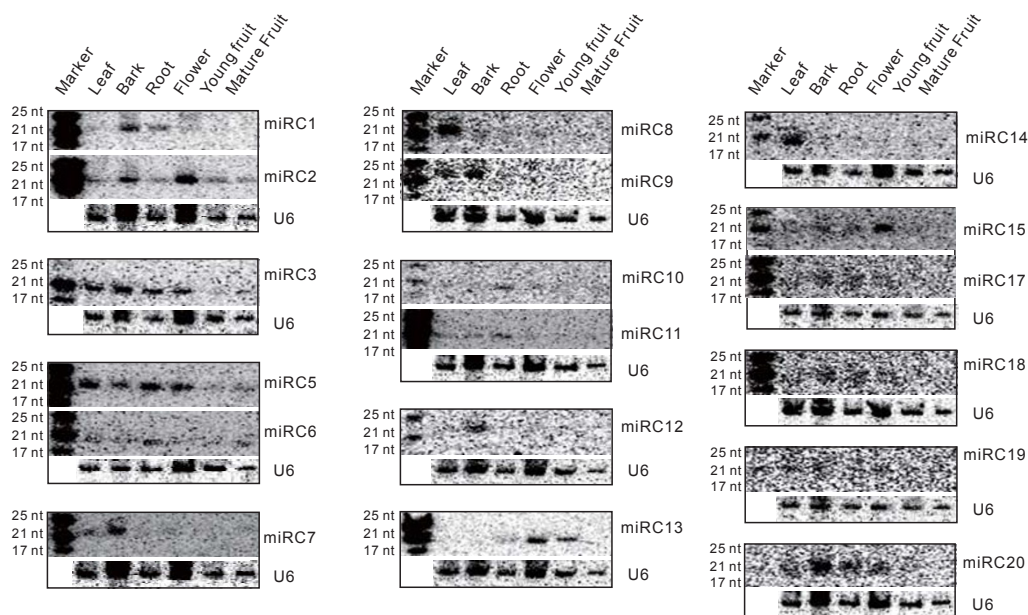 Marker Leaf Bark Root Flower Young fruit Mature Fruit
25 nt
21 nt
17 nt
miRC1
25 nt
21 nt
17 nt
miRC2
U6
25 nt
21 nt
17 nt
miRC3
U6
25 nt
21 nt
17 nt
miRC5
25 nt
21 nt
17 nt
miRC6
U6
25 nt
21 nt
17 nt
miRC7
U6
Marker Leaf Bark Root Flower Young fruit Mature Fruit
25 nt
21 nt
17 nt
miRC8
25 nt
21 nt
17 nt
miRC9
U6
25 nt
21 nt
17 nt
miRC10
25 nt
21 nt
17 nt
miRC11
U6
25 nt
21 nt
17 nt
miRC12
U6
25 nt
21 nt
17 nt
miRC13
U6
Marker Leaf Bark Root Flower Young fruit Mature Fruit
25 nt
21 nt
17 nt
miRC14
U6
25 nt
21 nt
17 nt
miRC15
25 nt
21 nt
17 nt
miRC17
U6
25 nt
21 nt
17 nt
miRC18
U6
25 nt
21 nt
17 nt
miRC19
U6
25 nt
21 nt
17 nt
miRC20
U6